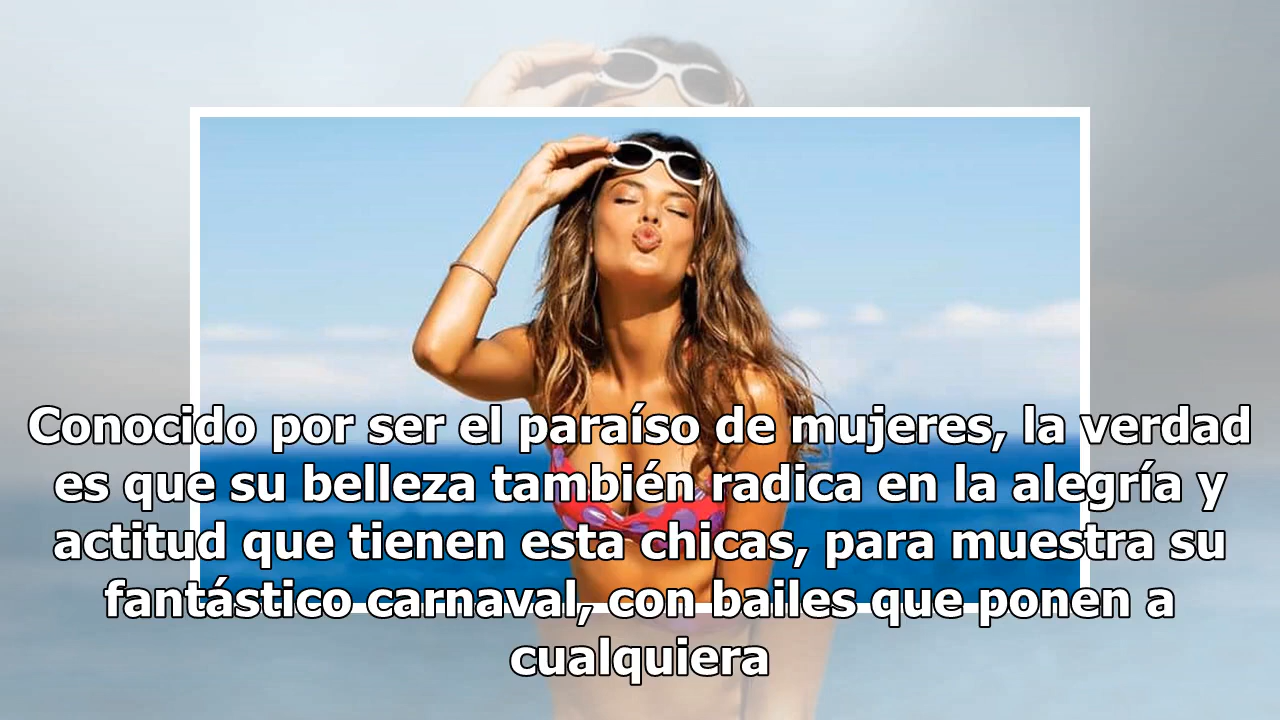 Conocido por ser el paraíso de mujeres, la verdad
es que su belleza también radica en la alegría y
actitud que tienen esta chicas, para muestra su
fantástico carnaval, con bailes que ponen a
cualquiera